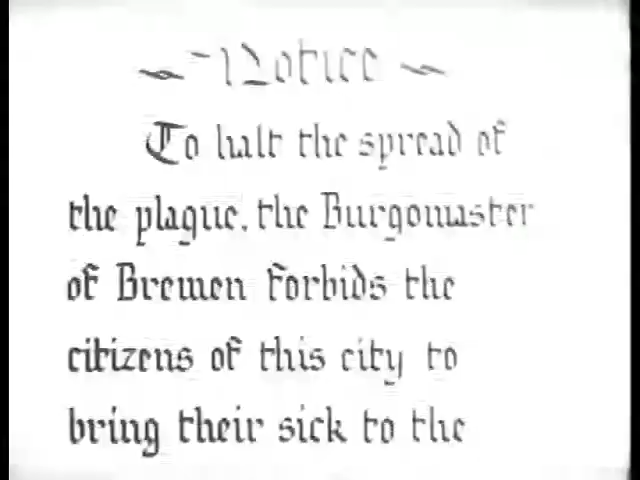 Notice
To halt the spread of
the plague, the Burgomaster
of Bremen forbids the
citizens of this city to
bring their sick to the